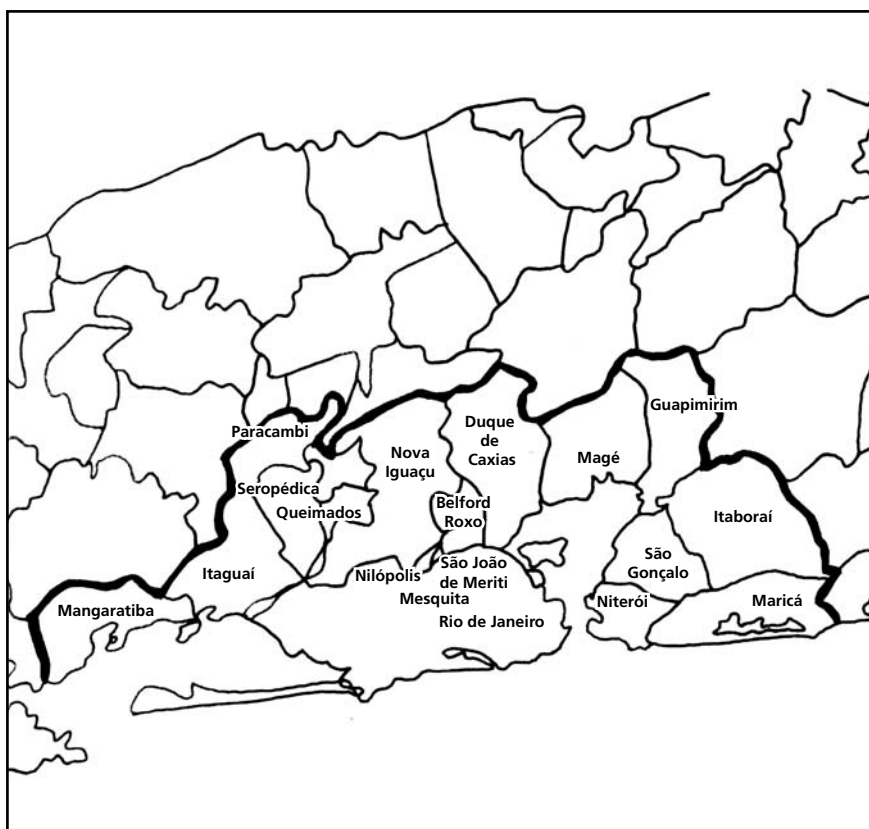 Guapimirim
Duque
de
Caxias
Paracambi
Nova
Iguaçu
Magé
Seropédica
Queimados
Belford
Roxo
Itaboraí
São
Gonçalo
Itaguaí
Nilópolis
São João
de Meriti
Mesquita
Niterói
Maricá
Mangaratiba
Rio de Janeiro